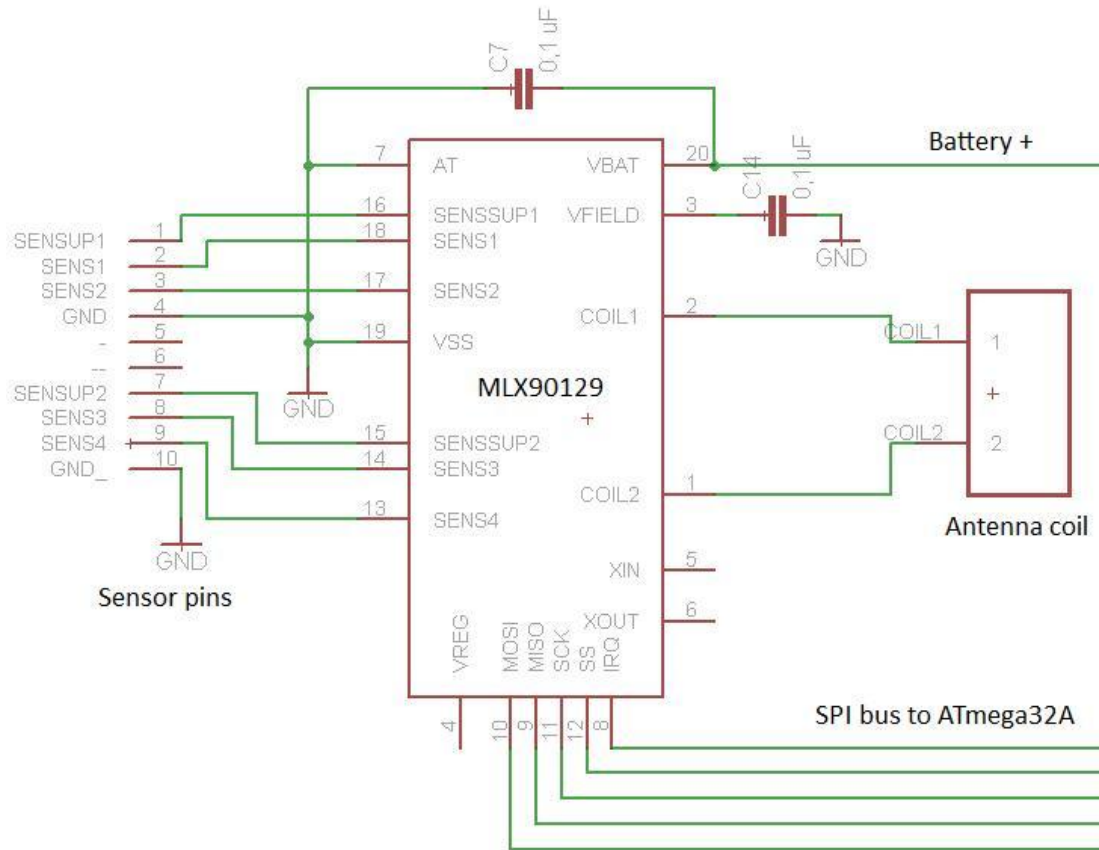 C7
0,1 uF
Battery +
7
AT
VBAT
20
C14
0,1 uF
16
SENSSUP1
VFIELD
3
SENSUP1
1
18
SENS1
GND
SENS1
2
SENS2
3
17
SENS2
GND
4
COIL1
2
-
5
19
VSS
COIL1
1
--
6
MLX90129
SENSUP2
7
GND
SENS3
8
SENS4
9
15
SENSSUP2
COIL2
2
GND_
10
14
SENS3
COIL2
1
13
SENS4
Antenna coil
GND
XIN
5
Sensor pins
XOUT
6
VREG
MOSI
MISO
SCK
SS
IRQ
4
10
9
11
12
8
SPI bus to ATmega32A